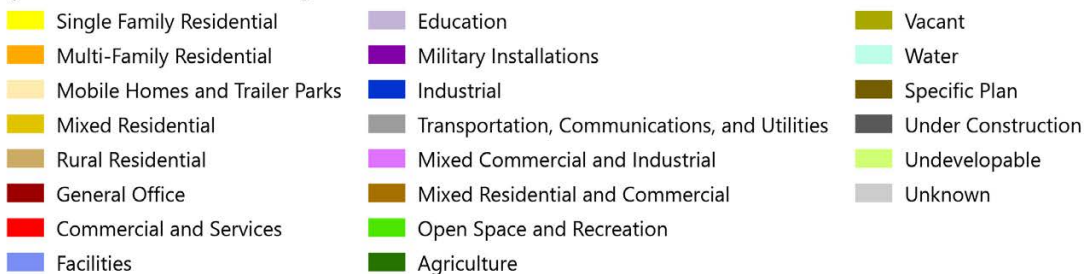 Single Family Residential
Multi-Family Residential
Mobile Homes and Trailer Parks
Mixed Residential
Rural Residential
General Office
Commercial and Services
Facilities
Education
Military Installations
Industrial
Transportation, Communications, and Utilities
Mixed Commercial and Industrial
Mixed Residential and Commercial
Open Space and Recreation
Agriculture
Vacant
Water
Specific Plan
Under Construction
Undevelopable
Unknown